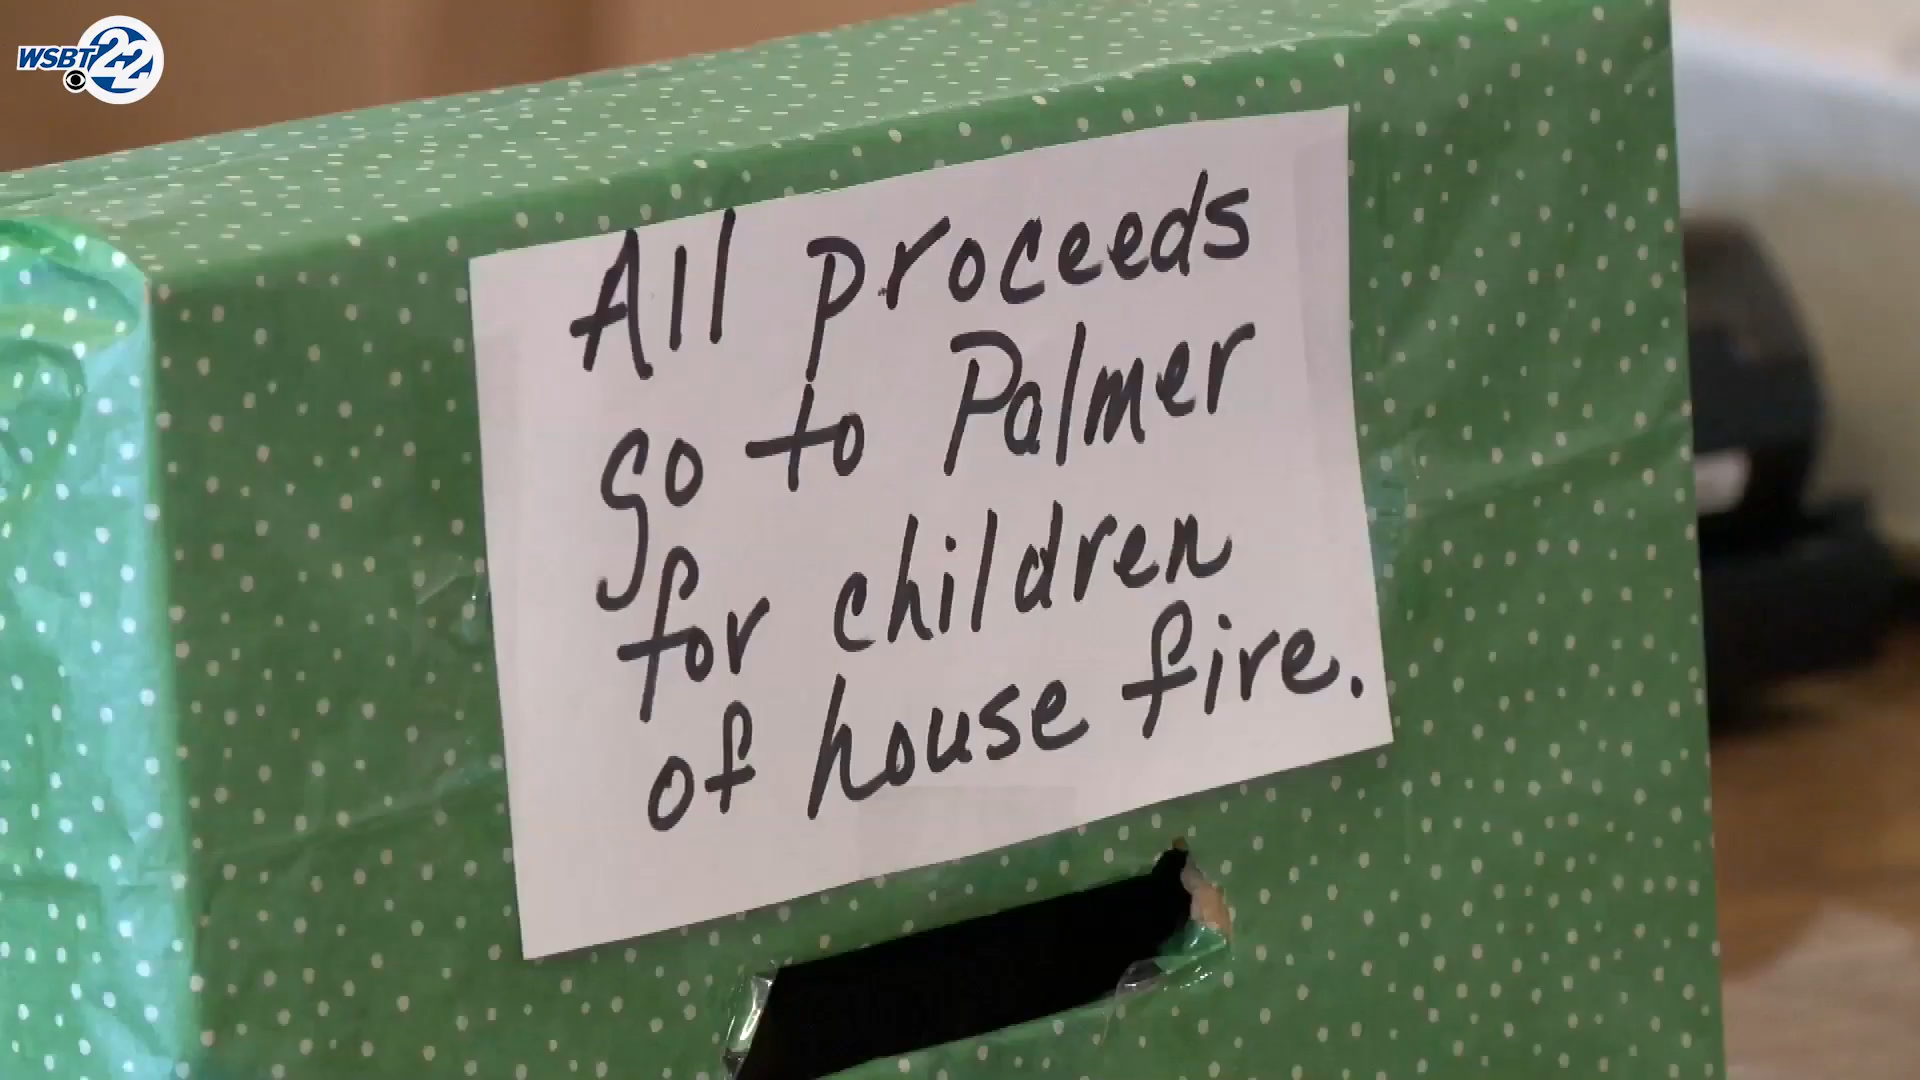 WSBT 22
All proceeds
go to Palmer
for children
of house fire.